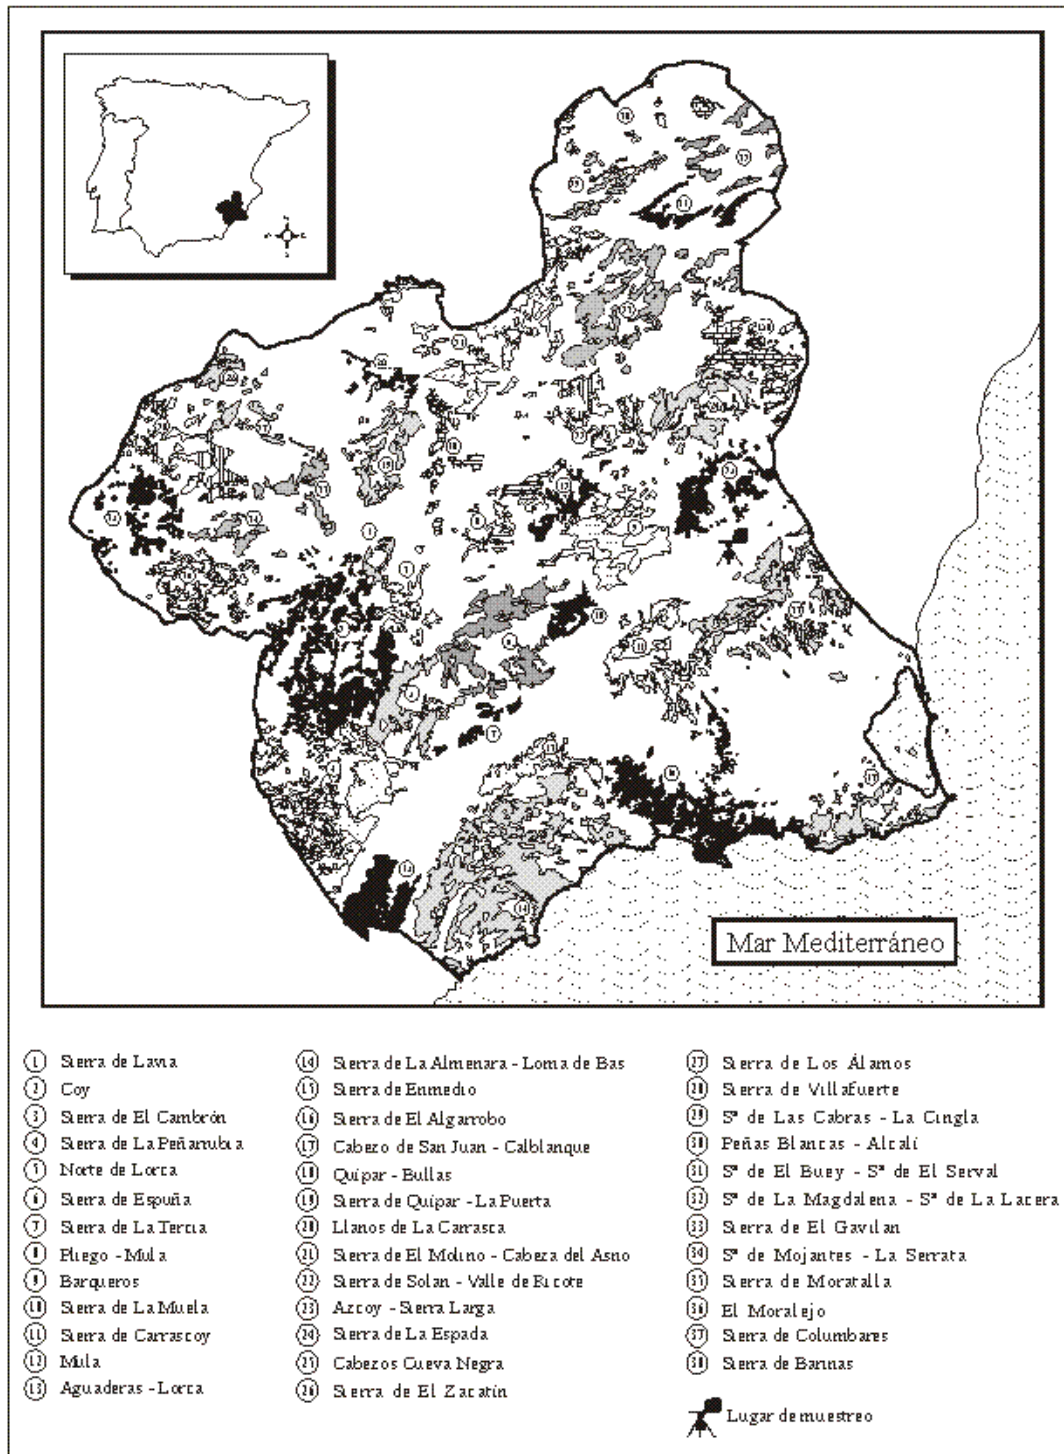 Mar Mediterráneo
1 Sierra de Lavia
2 Coy
3 Sierra de El Cambrón
4 Sierra de La Peñarrubia
5 Norte de Lorca
6 Sierra de Espuña
7 Sierra de La Tercia
8 Pliego - Mula
9 Barqueros
10 Sierra de La Muela
11 Sierra de Carrascoy
12 Mula
13 Aguaderas - Lorca
14 Sierra de La Almenara - Loma de Bas
15 Sierra de Enmedio
16 Sierra de El Algarrobo
17 Cabezo de San Juan - Calblanque
18 Quípar - Bullas
19 Sierra de Quípar - La Puerta
20 Llanos de La Carrasca
21 Sierra de El Molino - Cabeza del Asno
22 Sierra de Solan - Valle de Ricote
23 Azcoy - Sierra Larga
24 Sierra de La Espada
25 Cabezos Cueva Negra
26 Sierra de El Zacatín
27 Sierra de Los Álamos
28 Sierra de Villafuerte
29 Sª de Las Cabras - La Cingla
30 Peñas Blancas - Alcalí
31 Sª de El Buey - Sª de El Serval
32 Sª de La Magdalena - Sª de La Lacera
33 Sierra de El Gavilan
34 Sª de Mojantes - La Serrata
35 Sierra de Moratalla
36 El Moralejo
37 Sierra de Columbares
38 Sierra de Barinas
Lugar de muestreo